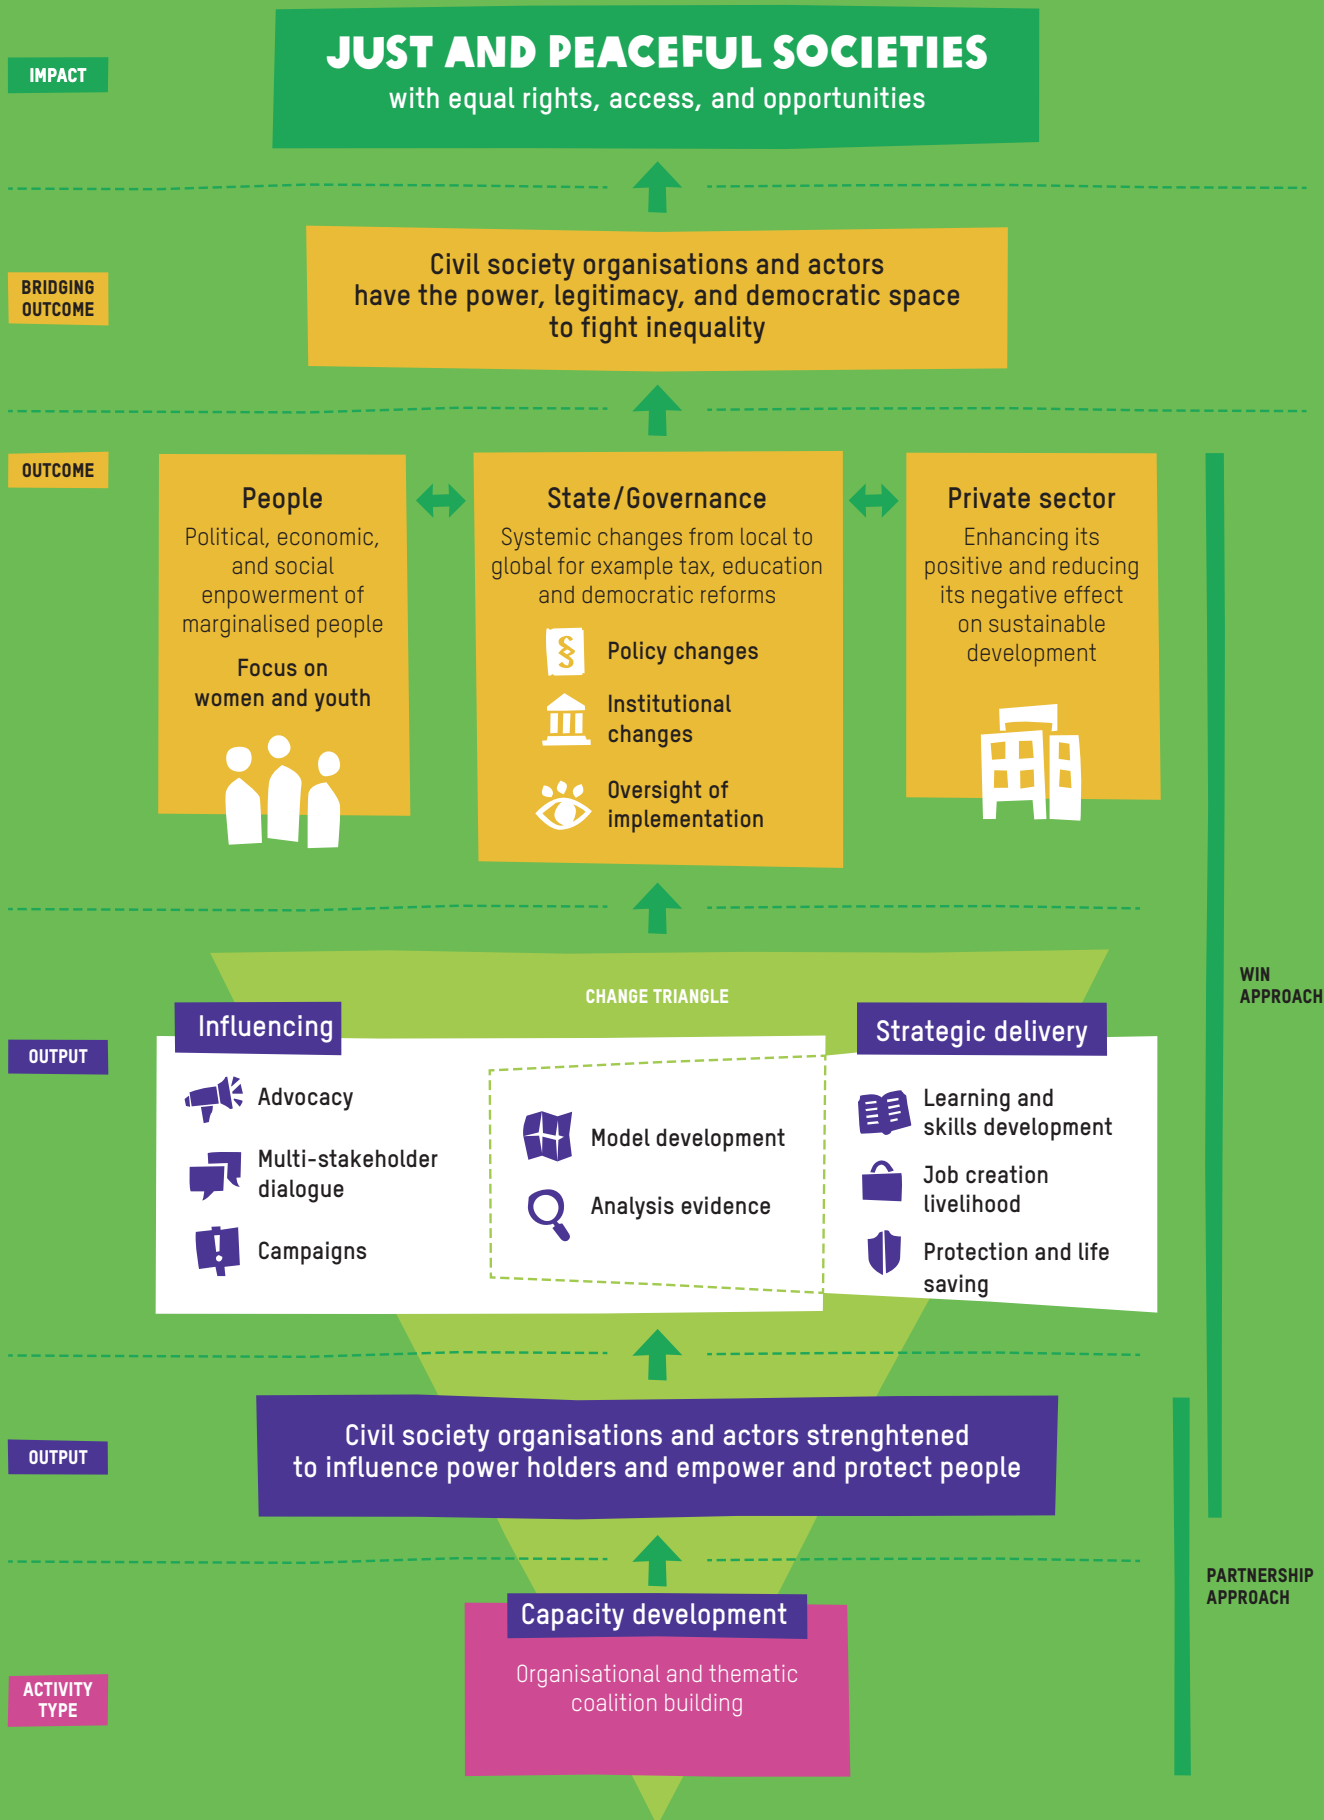 IMPACT
JUST AND PEACEFUL SOCIETIES
with equal rights, access, and opportunities
BRIDGING
OUTCOME
Civil society organisations and actors
have the power, legitimacy, and democratic space
to fight inequality
OUTCOME
People
Political, economic,
and social
enpowerment of
marginalised people
Focus on
women and youth
State/Governance
Systemic changes from local to
global for example tax, education
and democratic reforms
§
Policy changes
Institutional
changes
Oversight of
implementation
Private sector
Enhancing its
positive and reducing
its negative effect
on sustainable
development
WIN
APPROACH
CHANGE TRIANGLE
OUTPUT
Influencing
Advocacy
Multi-stakeholder
dialogue
!
Campaigns
Model development
Analysis evidence
Strategic delivery
Learning and
skills development
Job creation
livelihood
Protection and life
saving
OUTPUT
Civil society organisations and actors strenghtened
to influence power holders and empower and protect people
PARTNERSHIP
APPROACH
ACTIVITY
TYPE
Capacity development
Organisational and thematic
coalition building